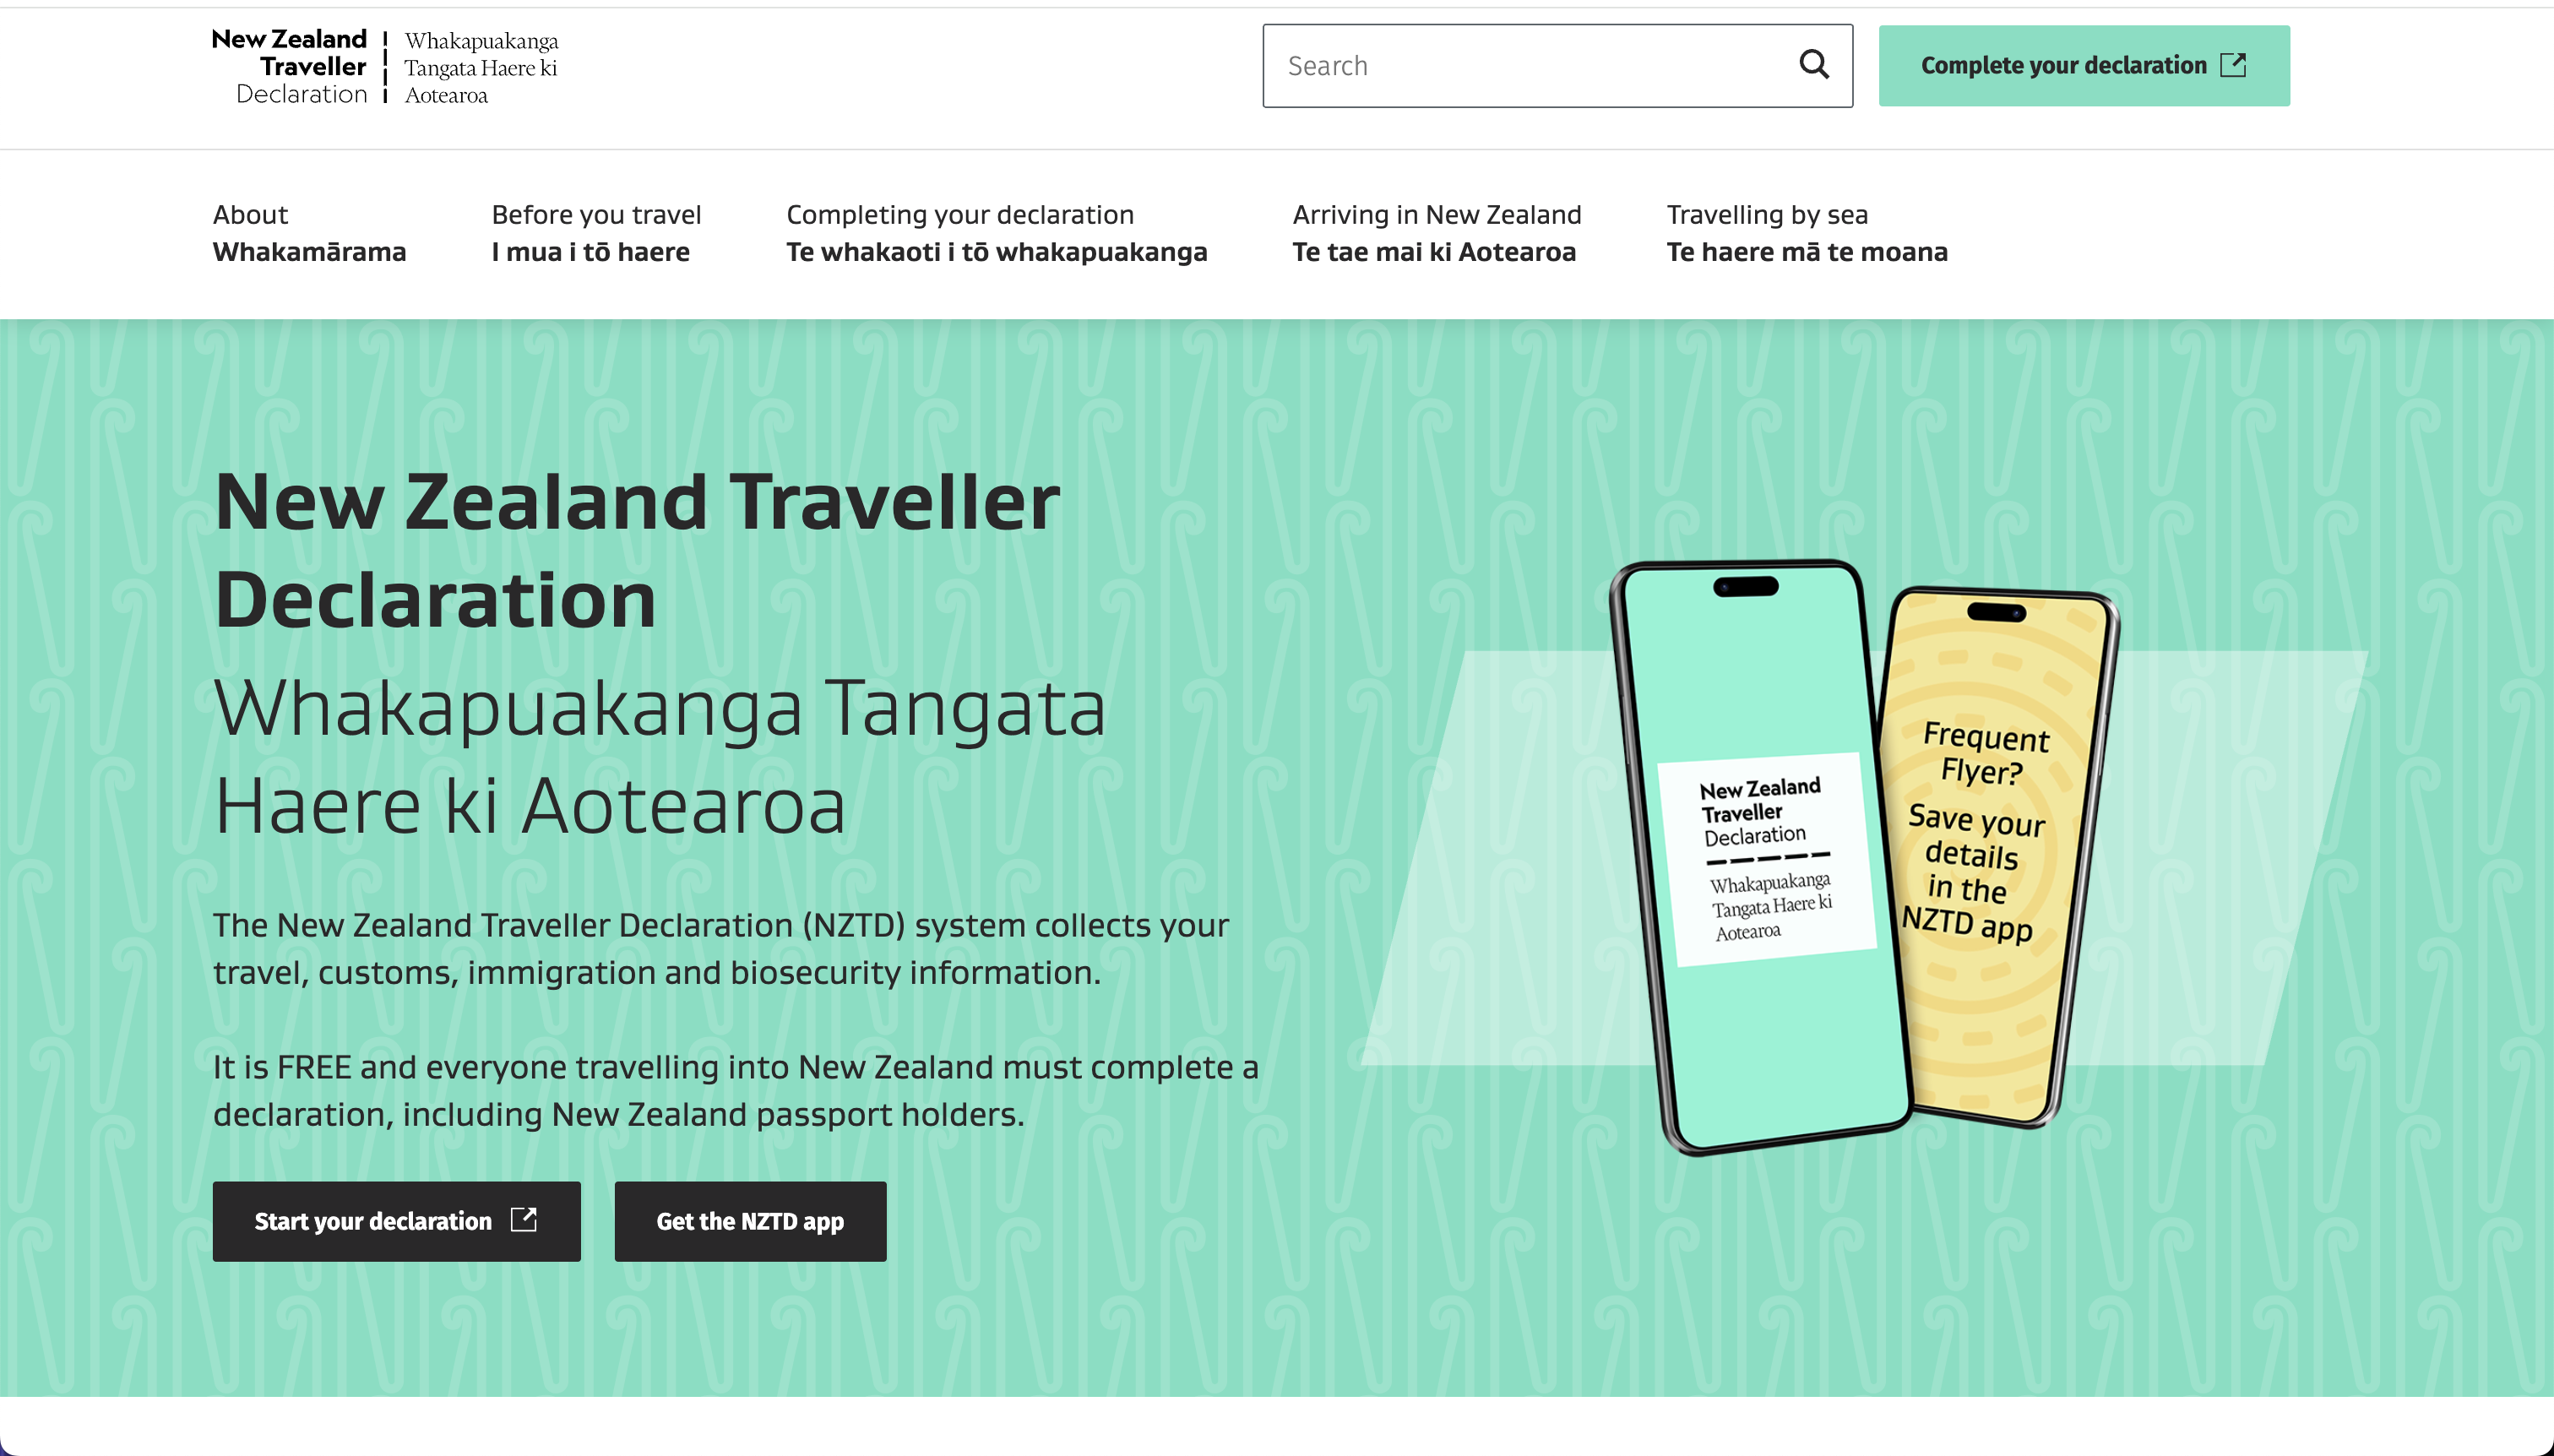 New Zealand
Traveller
Declaration
Whakapuakanga
Tangata Haere ki
Aotearoa
Search
Complete your declaration
About
Whakamārama
Before you travel
I mua i tō haere
Completing your declaration
Te whakaoti i tō whakapuakanga
Arriving in New Zealand
Te tae mai ki Aotearoa
Travelling by sea
Te haere mā te moana
New Zealand Traveller
Declaration
Whakapuakanga Tangata
Haere ki Aotearoa
The New Zealand Traveller Declaration (NZTD) system collects your
travel, customs, immigration and biosecurity information.
It is FREE and everyone travelling into New Zealand must complete a
declaration, including New Zealand passport holders.
Start your declaration
Get the NZTD app
New Zealand
Traveller
Declaration
Whakapuakanga
Tangata Haere ki
Aotearoa
Frequent
Flyer?
Save your
details
in the
NZTD app